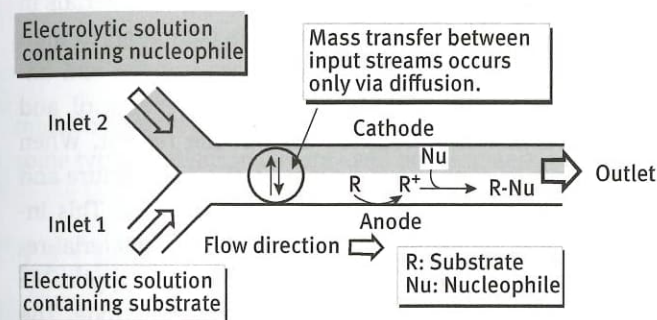 Electrolytic solution
containing nucleophile
Mass transfer between
input streams occurs
only via diffusion.
Inlet 2
Cathode
Nu
R
R⁺
R-Nu
Outlet
Inlet 1
Anode
Flow direction
Electrolytic solution
containing substrate
R: Substrate
Nu: Nucleophile